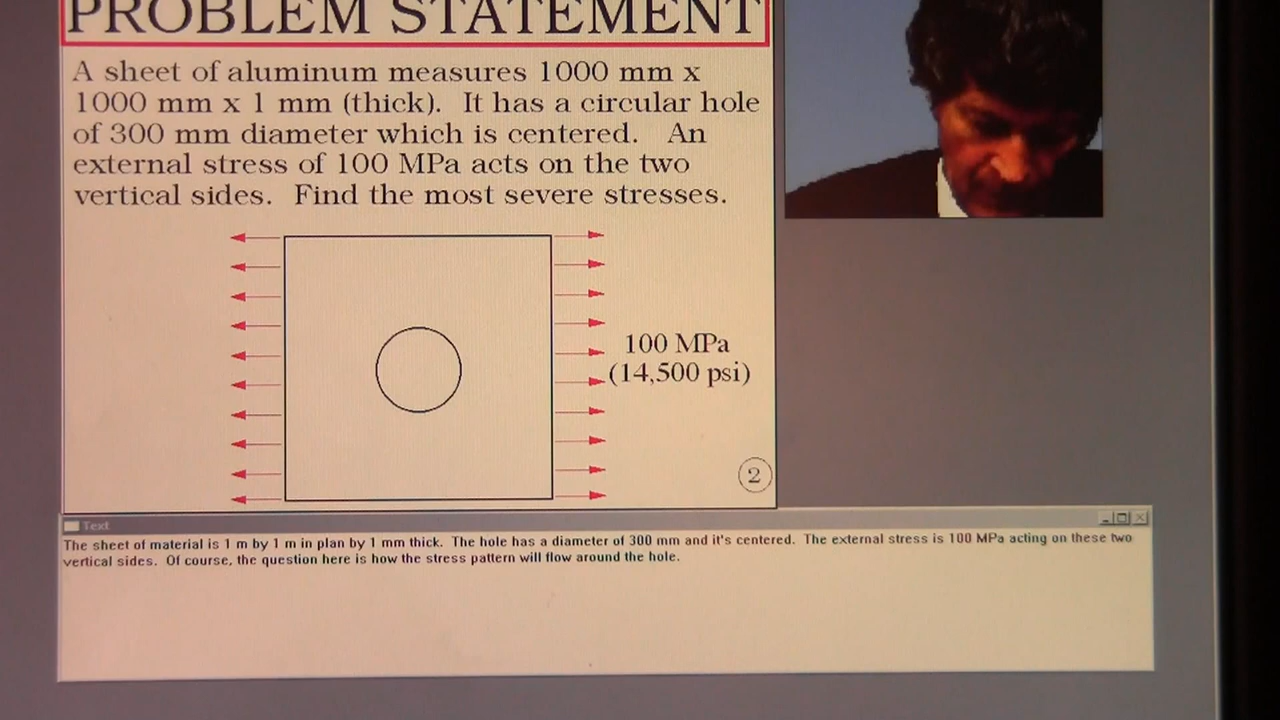 PROBLEM STATEMENT
A sheet of aluminum measures 1000 mm x
1000 mm x 1 mm (thick).  It has a circular hole
of 300 mm diameter which is centered.   An
external stress of 100 MPa acts on the two
vertical sides.  Find the most severe stresses.
100 MPa
(14,500 psi)
2
Text
The sheet of material is 1 m by 1 m in plan by 1 mm thick.  The hole has a diameter of 300 mm and it's centered.  The external stress is 100 MPa acting on these two
vertical sides.  Of course, the question here is how the stress pattern will flow around the hole.